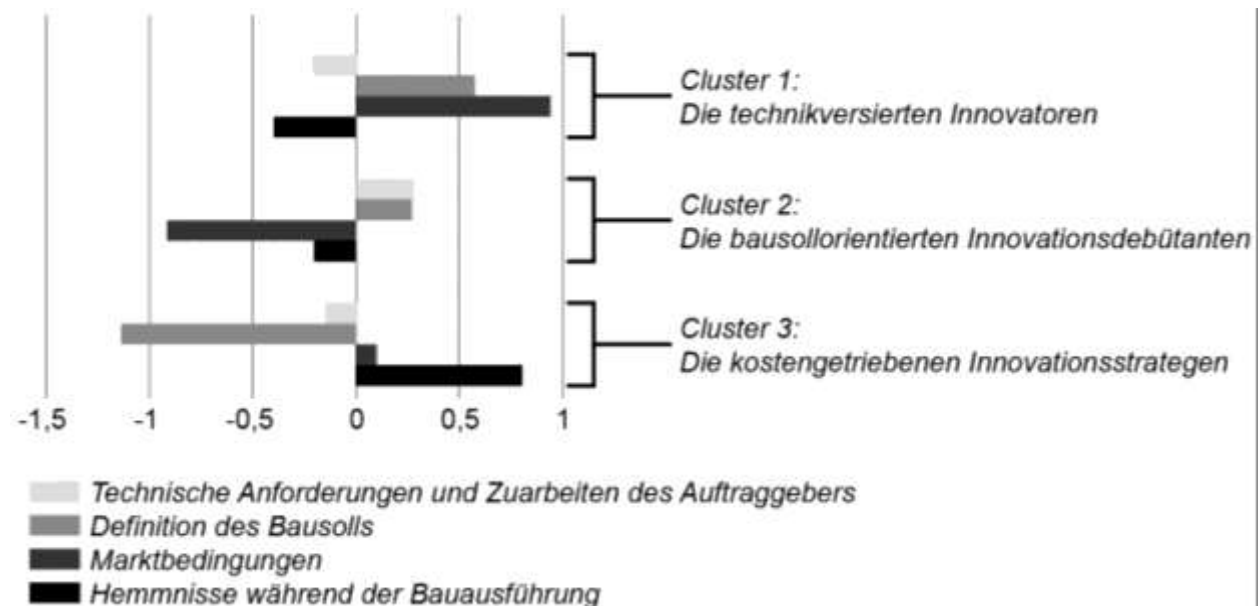 Cluster 1:
Die technikversierten Innovatoren
Cluster 2:
Die bausollorientierten Innovationsdebütanten
Cluster 3:
Die kostengetriebenen Innovationsstrategen
-1,5 -1 -0,5 0 0,5 1
Technische Anforderungen und Zuarbeiten des Auftraggebers
Definition des Bausolls
Marktbedingungen
Hemmnisse während der Bauausführung